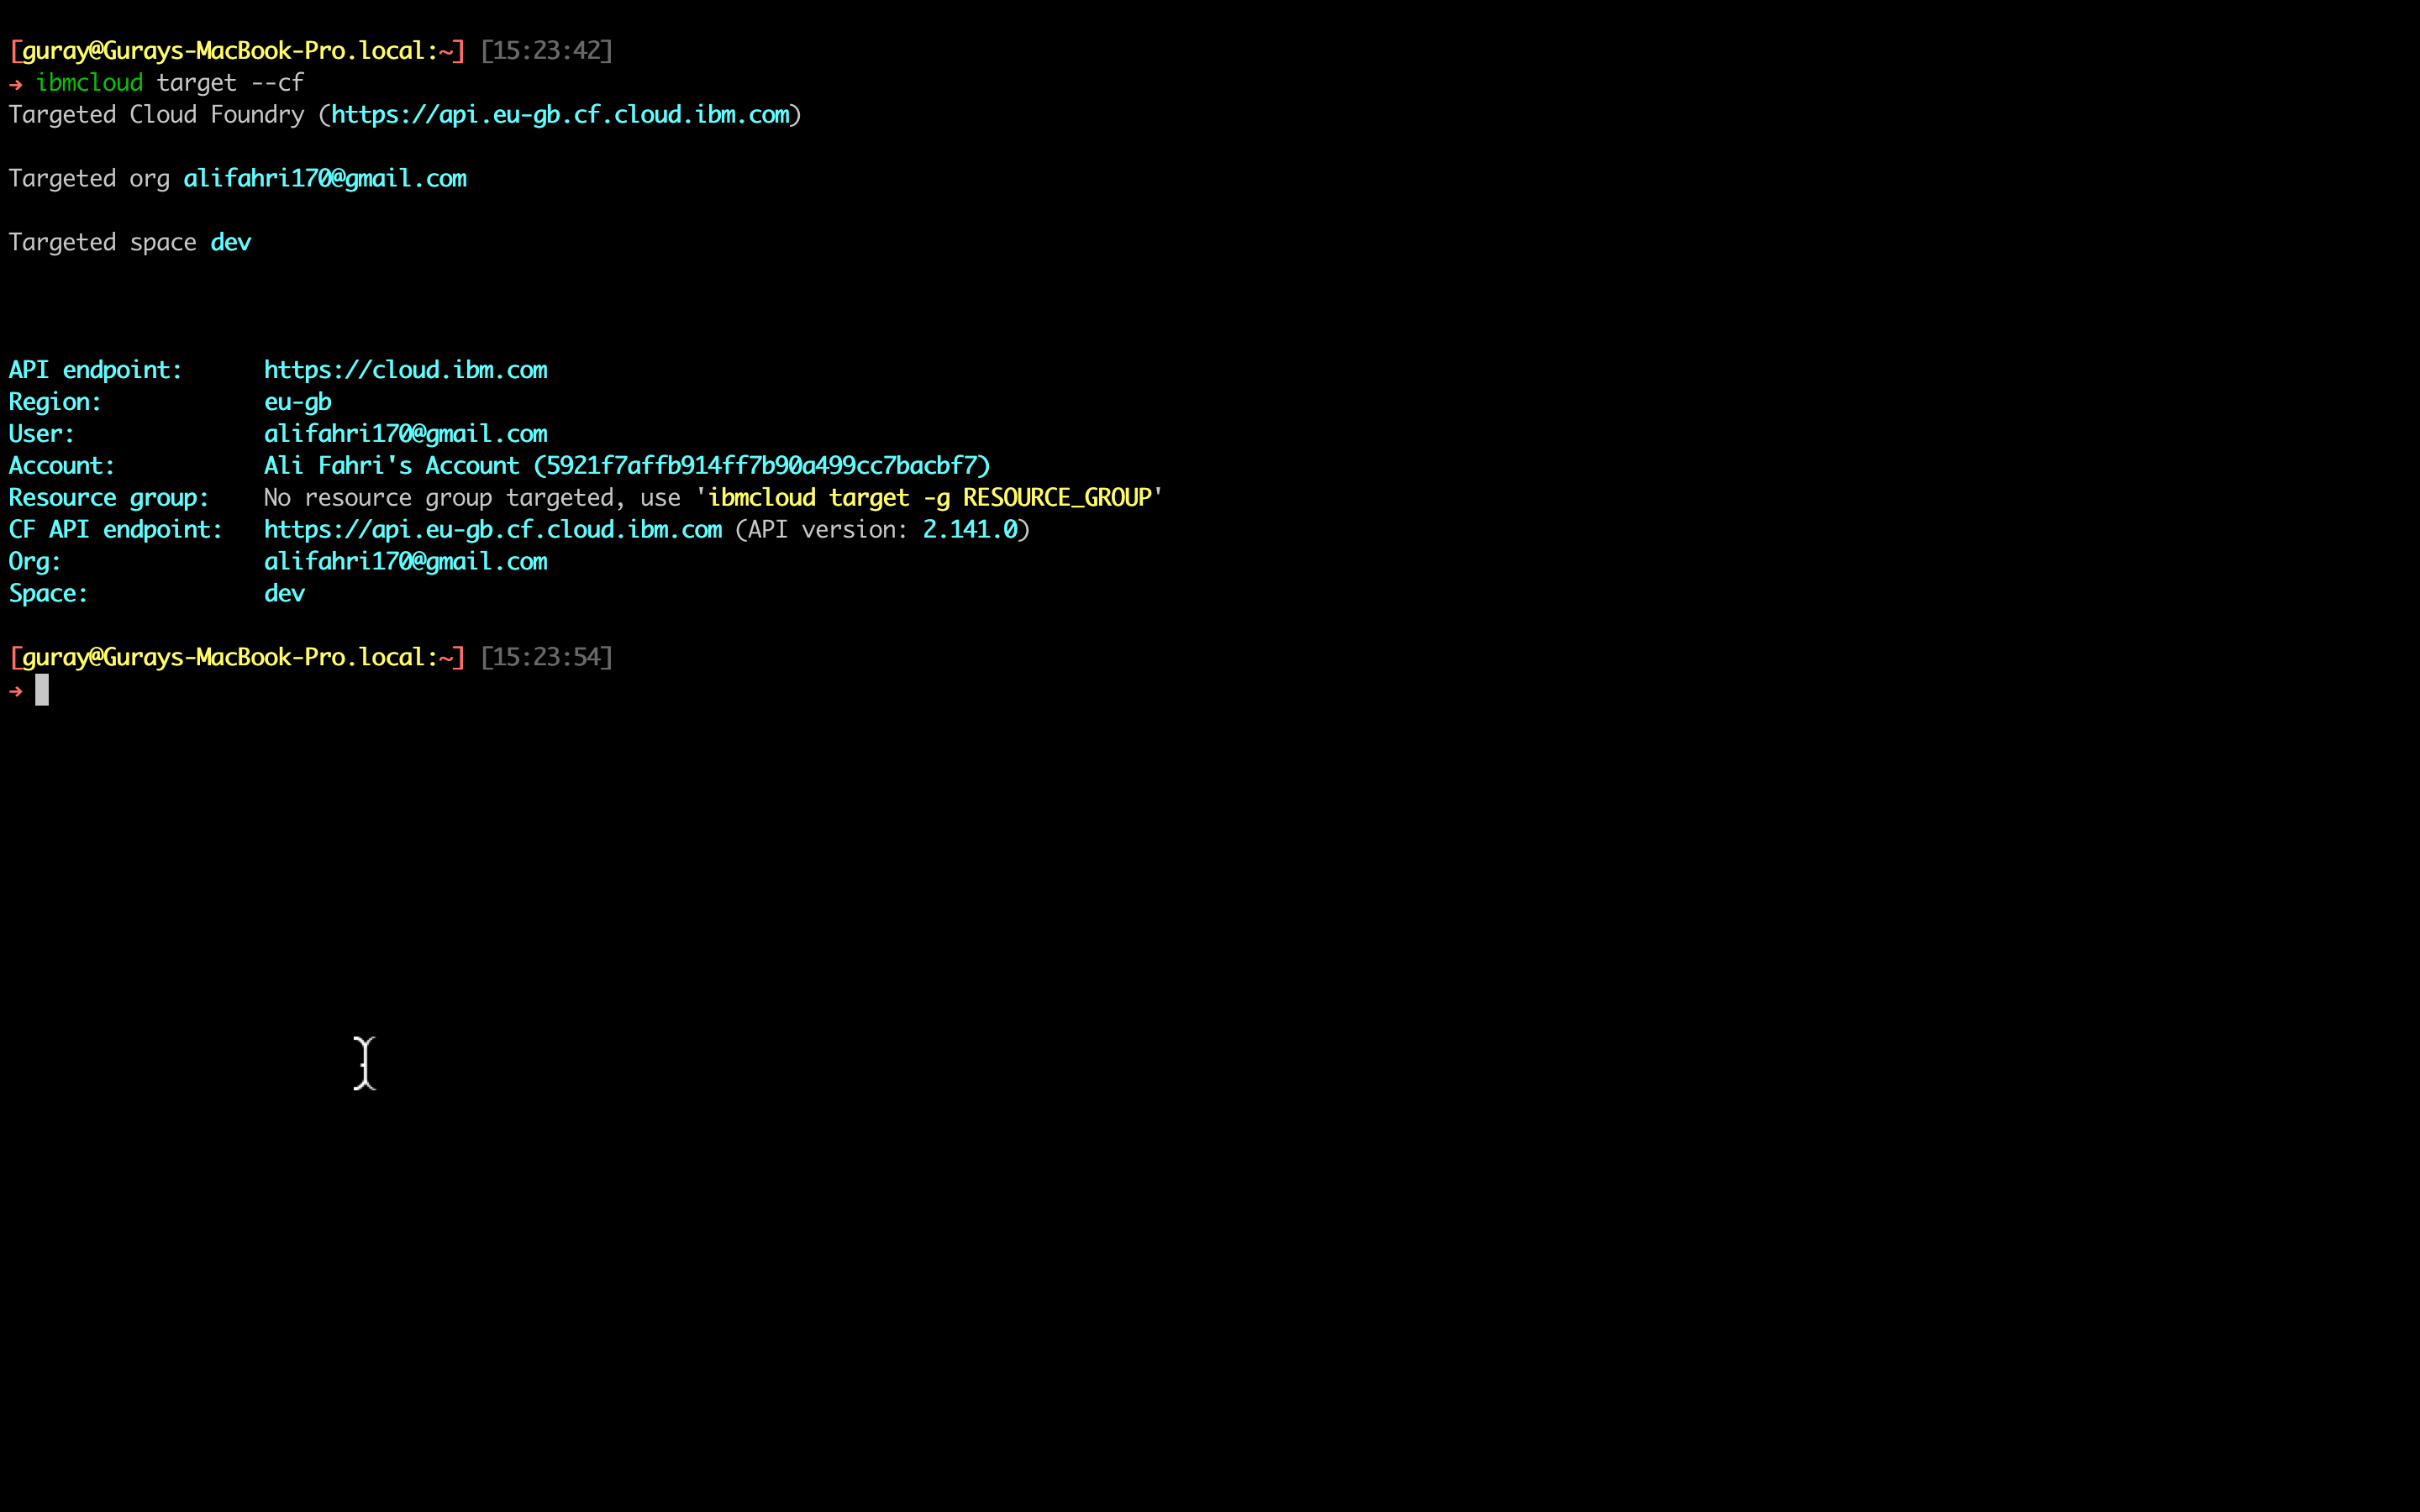 [guray@Gurays-MacBook-Pro.local:~] [15:23:42]
→ ibmcloud target --cf
Targeted Cloud Foundry (https://api.eu-gb.cf.cloud.ibm.com)
Targeted org alifahri170@gmail.com
Targeted space dev
API endpoint: https://cloud.ibm.com
Region: eu-gb
User: alifahri170@gmail.com
Account: Ali Fahri's Account (5921f7affb914ff7b90a499cc7bacbf7)
Resource group: No resource group targeted, use 'ibmcloud target -g RESOURCE_GROUP'
CF API endpoint: https://api.eu-gb.cf.cloud.ibm.com (API version: 2.141.0)
Org: alifahri170@gmail.com
Space: dev
[guray@Gurays-MacBook-Pro.local:~] [15:23:54]
→